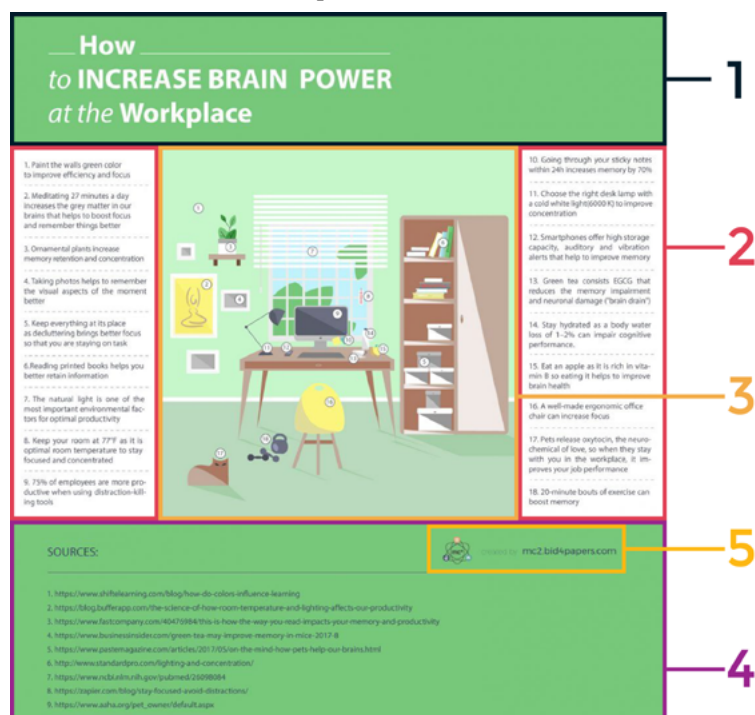 How
to INCREASE BRAIN POWER
at the Workplace
1
1. Paint the walls green color
to improve efficiency and focus
2. Meditating 27 minutes a day
increases the grey matter in our
brains that helps to boost focus
and remember things better
3. Ornamental plants increase
memory retention and concentration
4. Taking photos helps to remember
the visual aspects of the moment
better
5. Keep everything at its place
as decluttering brings better focus
so that you are staying on task
6.Reading printed books helps you
better retain information
7. The natural light is one of the
most important environmental fac-
tors for optimal productivity
8. Keep your room at 77°F as it is
optimal room temperature to stay
focused and concentrated
9. 75% of employees are more pro-
ductive when using distraction-kill-
ing tools
10. Going through your sticky notes
within 24h increases memory by 70%
11. Choose the right desk lamp with
a cold white light(6000 K) to improve
concentration
12. Smartphones offer high storage
capacity, auditory and vibration
alerts that help to improve memory
13. Green tea consists EGCG that
reduces the memory impairment
and neuronal damage ("brain drain")
14. Stay hydrated as a body water
loss of 1–2% can impair cognitive
performance.
15. Eat an apple as it is rich in vita-
min B so eating it helps to improve
brain health
16. A well-made ergonomic office
chair can increase focus
17. Pets release oxytocin, the neuro-
chemical of love, so when they stay
with you in the workplace, it im-
proves your job performance
18. 20-minute bouts of exercise can
boost memory
2
3
SOURCES:
mc²
created by mc2.bid4papers.com
5
1. https://www.shiftelearning.com/blog/how-do-colors-influence-learning
2. https://blog.bufferapp.com/the-science-of-how-room-temperature-and-lighting-affects-our-productivity
3. https://www.fastcompany.com/40476984/this-is-how-the-way-you-read-impacts-your-memory-and-productivity
4. https://www.businessinsider.com/green-tea-may-improve-memory-in-mice-2017-8
5. https://www.pastemagazine.com/articles/2017/05/on-the-mind-how-pets-help-our-brains.html
6. http://www.standardpro.com/lighting-and-concentration/
7. https://www.ncbi.nlm.nih.gov/pubmed/26098084
8. https://zapier.com/blog/stay-focused-avoid-distractions/
9. https://www.aaha.org/pet_owner/default.aspx
4